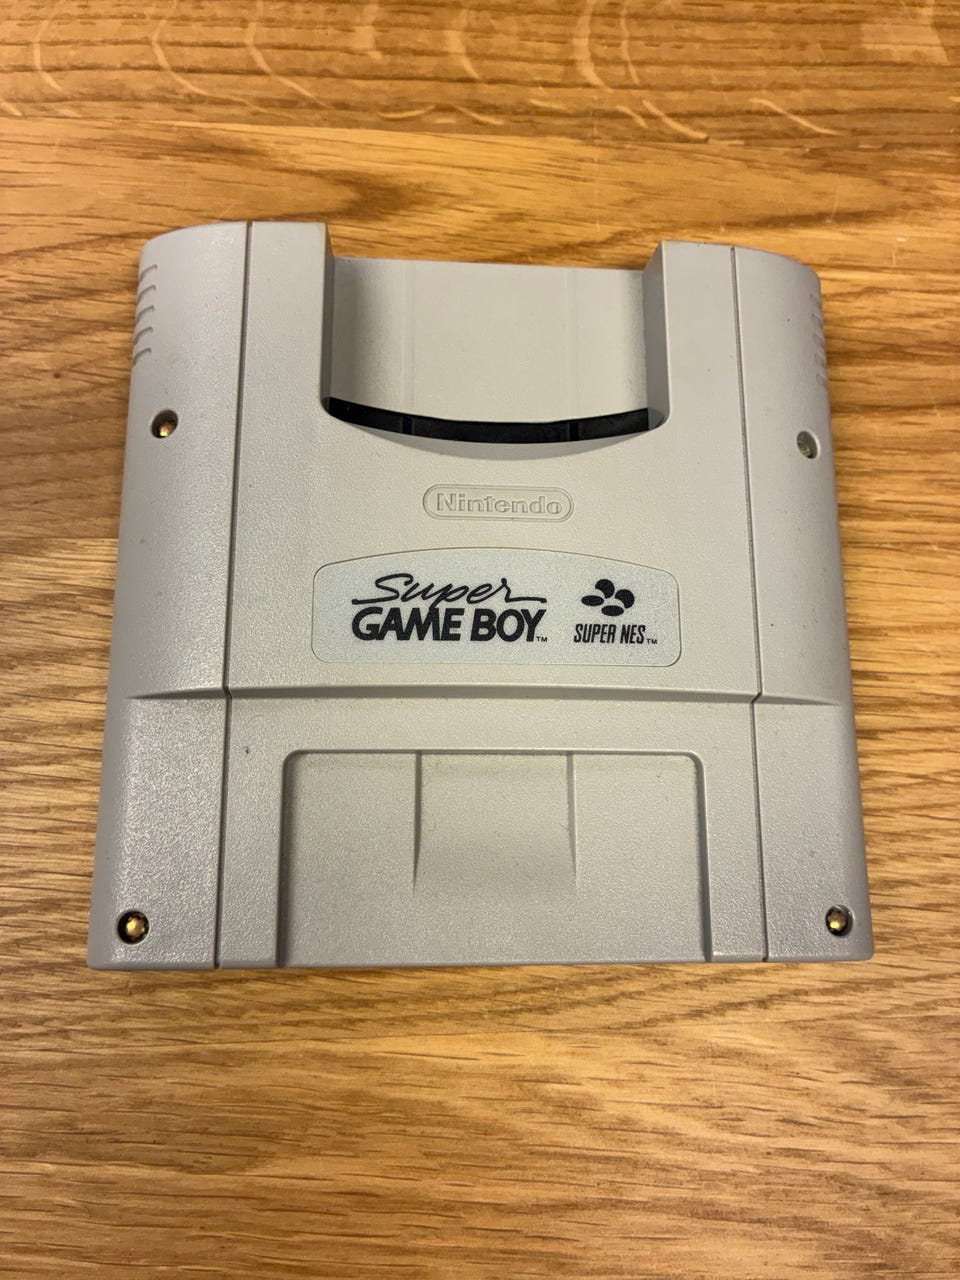 Nintendo
Super
GAME BOY™
SUPER NES™